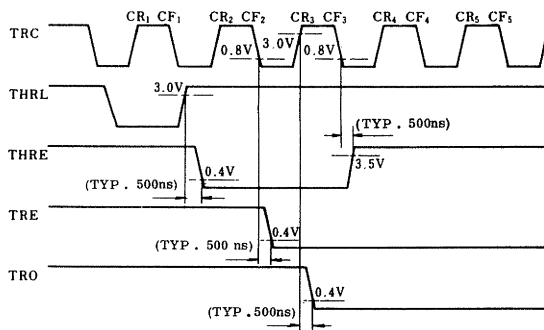 CR1 CF1 CR2 CF2 CR3 CF3 CR4 CF4 CR5 CF5
TRC
0.8V
3.0V
0.8V
THRL
3.0V
(TYP. 500ns)
THRE
0.4V
3.5V
(TYP. 500ns)
TRE
0.4V
(TYP. 500 ns)
TRO
0.4V
(TYP. 500ns)